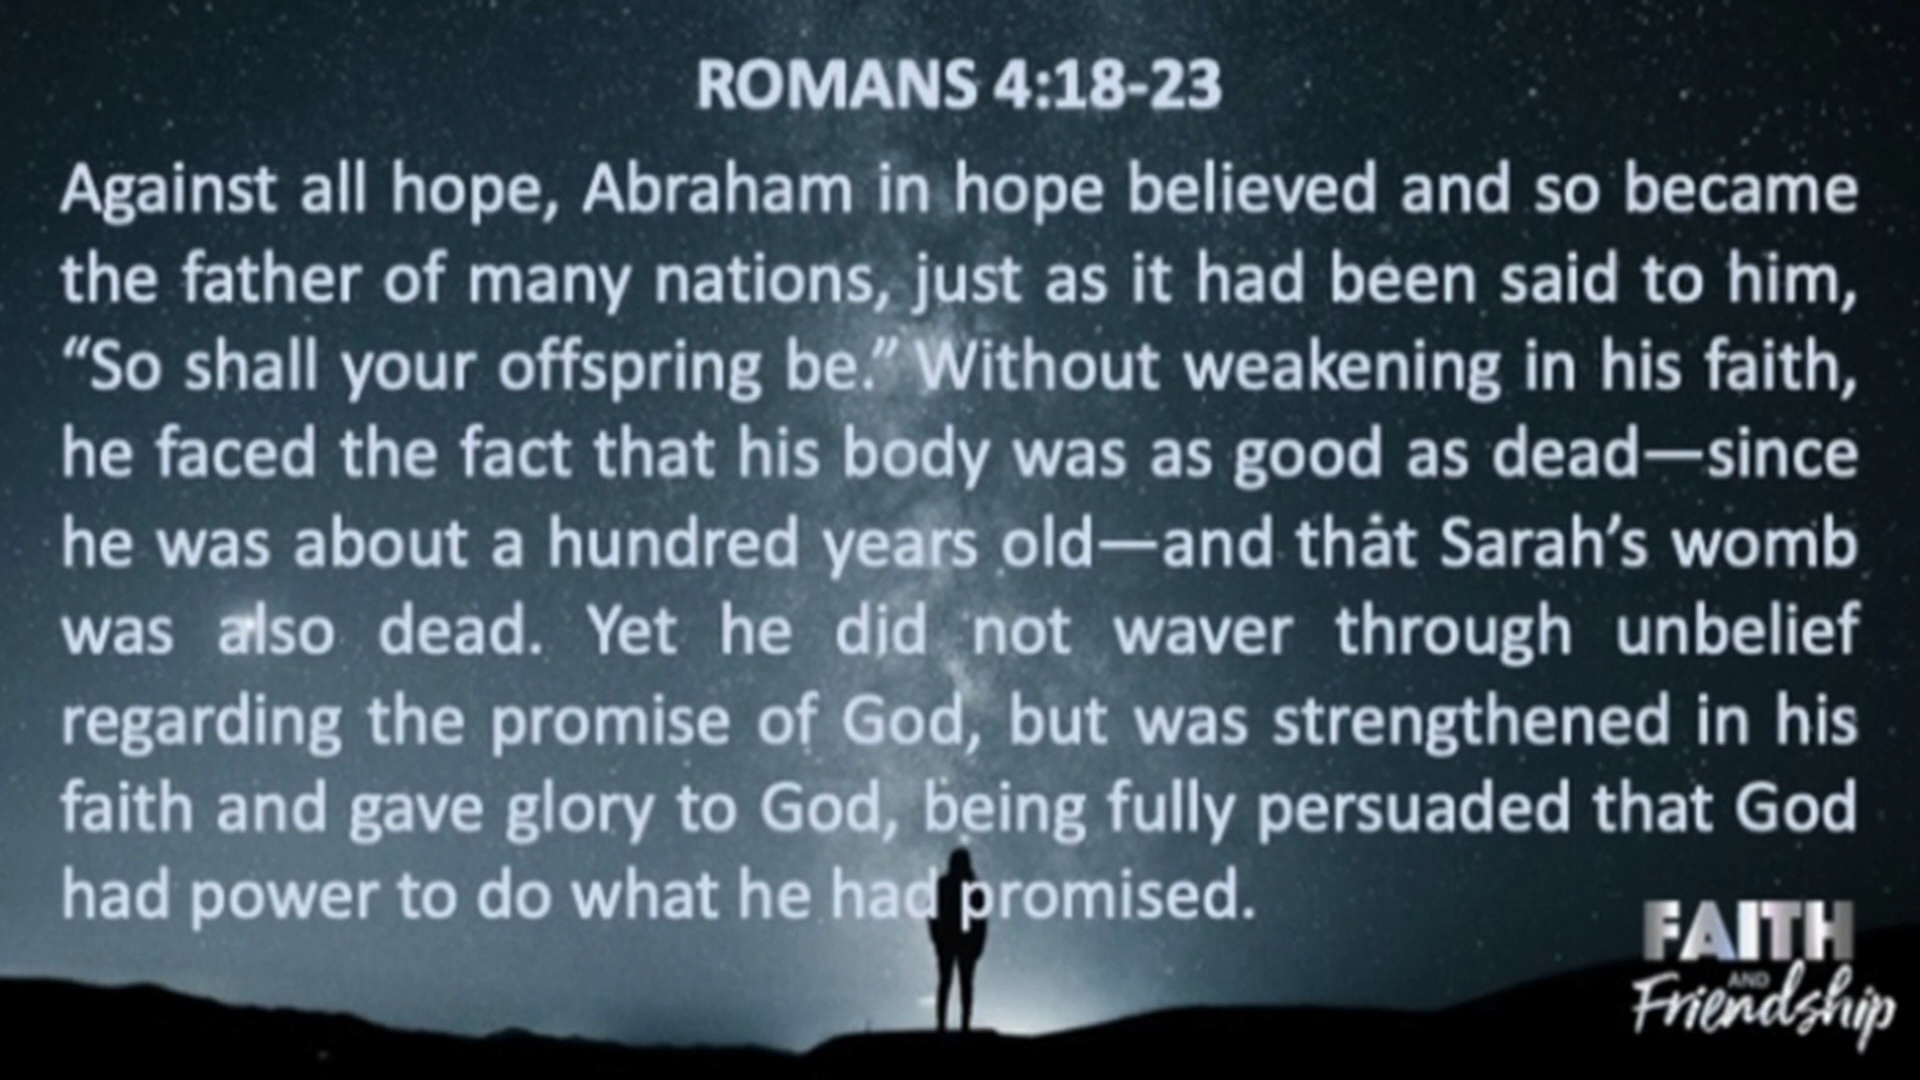 ROMANS 4:18-23
Against all hope, Abraham in hope believed and so became
the father of many nations, just as it had been said to him,
“So shall your offspring be.” Without weakening in his faith,
he faced the fact that his body was as good as dead—since
he was about a hundred years old—and that Sarah’s womb
was also dead. Yet he did not waver through unbelief
regarding the promise of God, but was strengthened in his
faith and gave glory to God, being fully persuaded that God
had power to do what he had promised.
FAITH
AND
Friendship